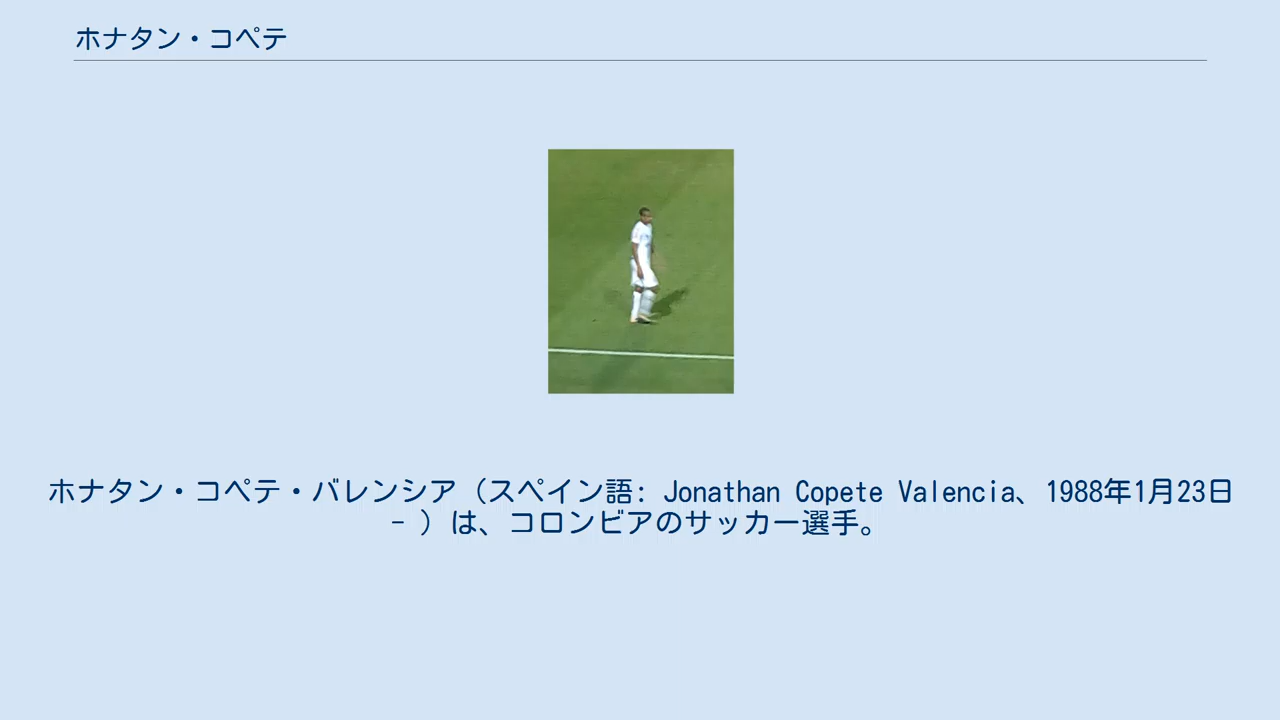 ホナタン・コペテ
ホナタン・コペテ・バレンシア（スペイン語: Jonathan Copete Valencia、1988年1月23日
- ）は、コロンビアのサッカー選手。